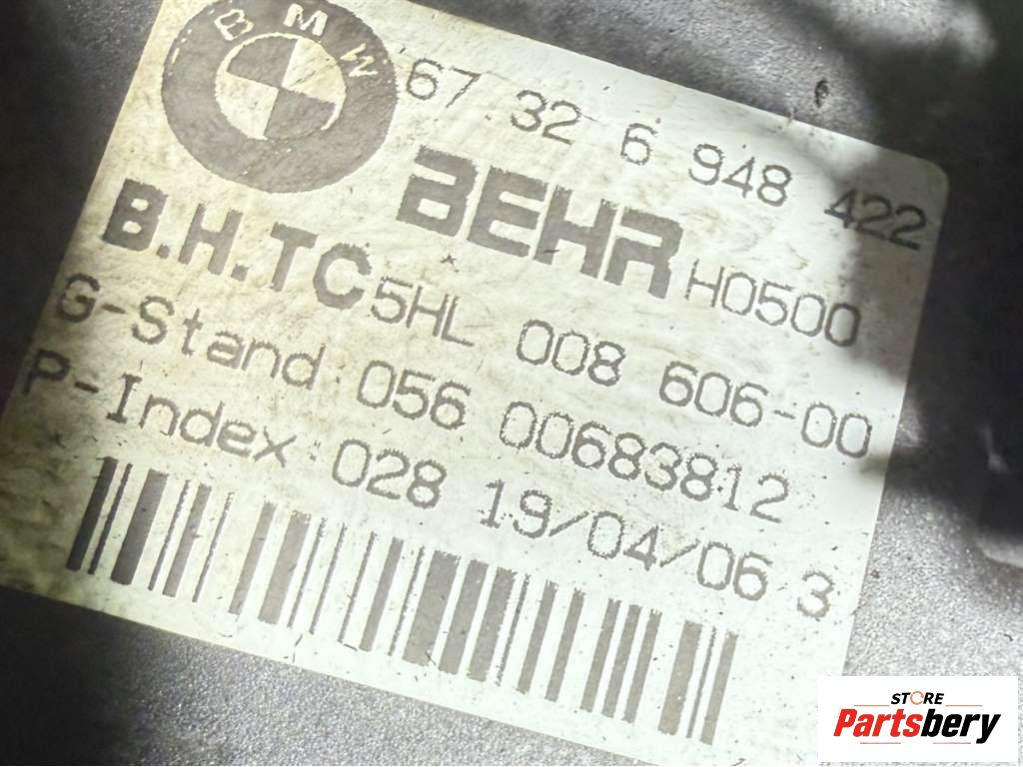 BMW
67 32 6 948 422
BEHR H0500
B.H.TC 5HL 008 606-00
G-Stand 056 00683812
P-Index 028 19/04/06 3
STORE
Partsbery